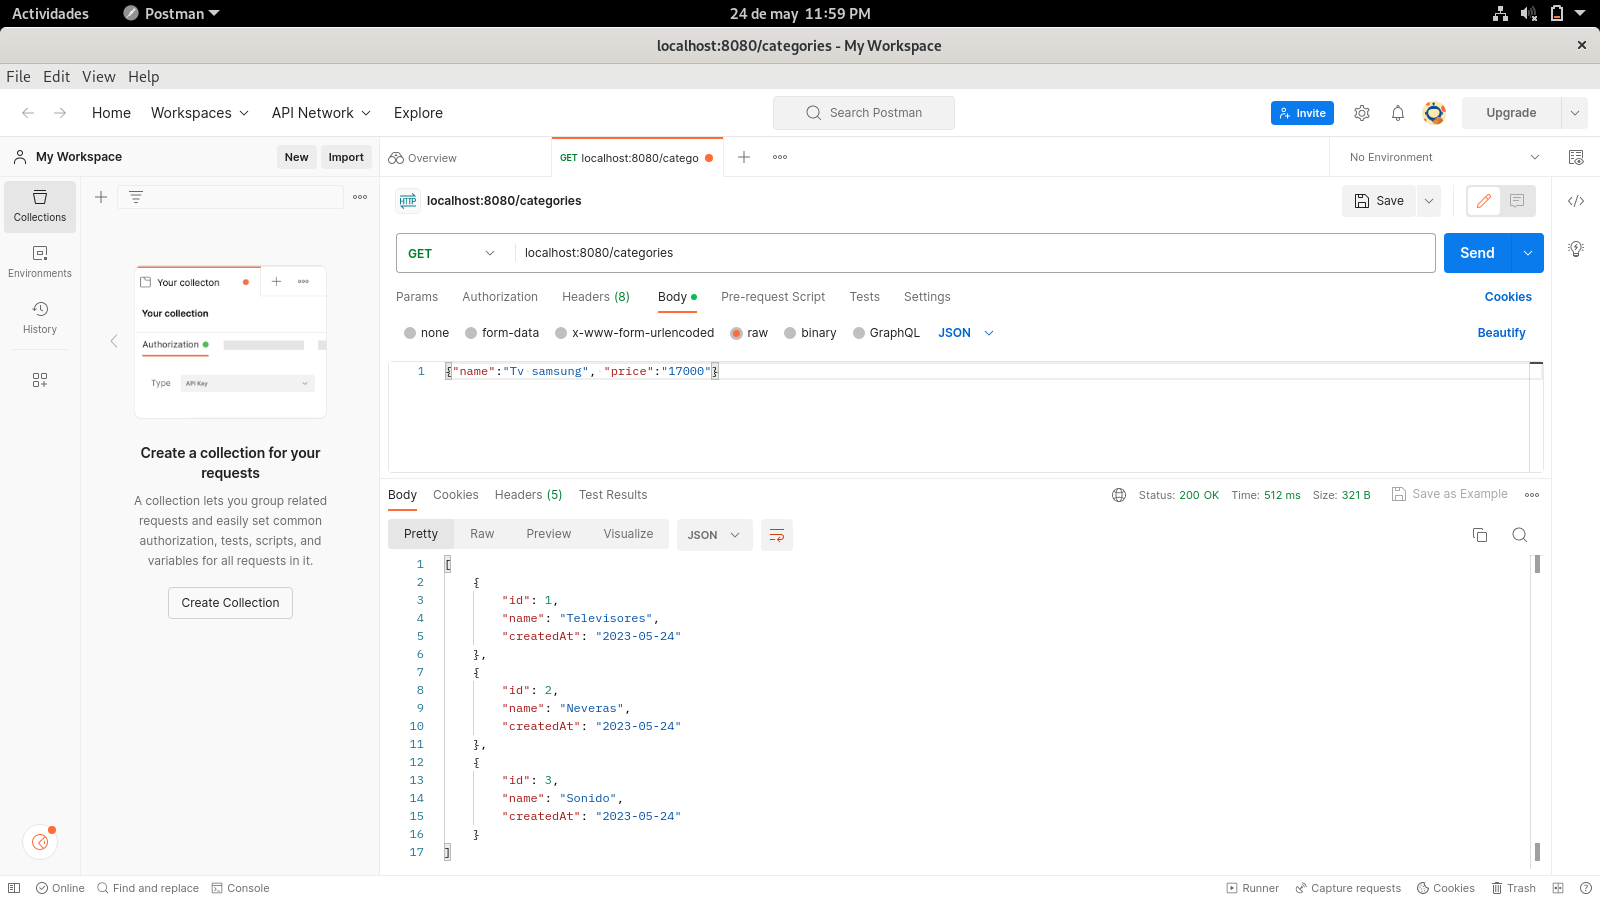 Actividades Postman 24 de may 11:59 PM
localhost:8080/categories - My Workspace
File Edit View Help
Home Workspaces API Network Explore Search Postman Invite Upgrade
My Workspace New Import Overview GET localhost:8080/catego No Environment
Collections
Environments
History
Your collecton
Your collection
Authorization
Type API Key
Create a collection for your
requests
A collection lets you group related
requests and easily set common
authorization, tests, scripts, and
variables for all requests in it.
Create Collection
HTTP localhost:8080/categories Save
GET localhost:8080/categories Send
Params Authorization Headers (8) Body Pre-request Script Tests Settings Cookies
none form-data x-www-form-urlencoded raw binary GraphQL JSON Beautify
1 {"name":"Tv samsung", "price":"17000"}
Body Cookies Headers (5) Test Results Status: 200 OK Time: 512 ms Size: 321 B Save as Example
Pretty Raw Preview Visualize JSON
1 [
2 {
3 "id": 1,
4 "name": "Televisores",
5 "createdAt": "2023-05-24"
6 },
7 {
8 "id": 2,
9 "name": "Neveras",
10 "createdAt": "2023-05-24"
11 },
12 {
13 "id": 3,
14 "name": "Sonido",
15 "createdAt": "2023-05-24"
16 }
17 ]
Online Find and replace Console Runner Capture requests Cookies Trash